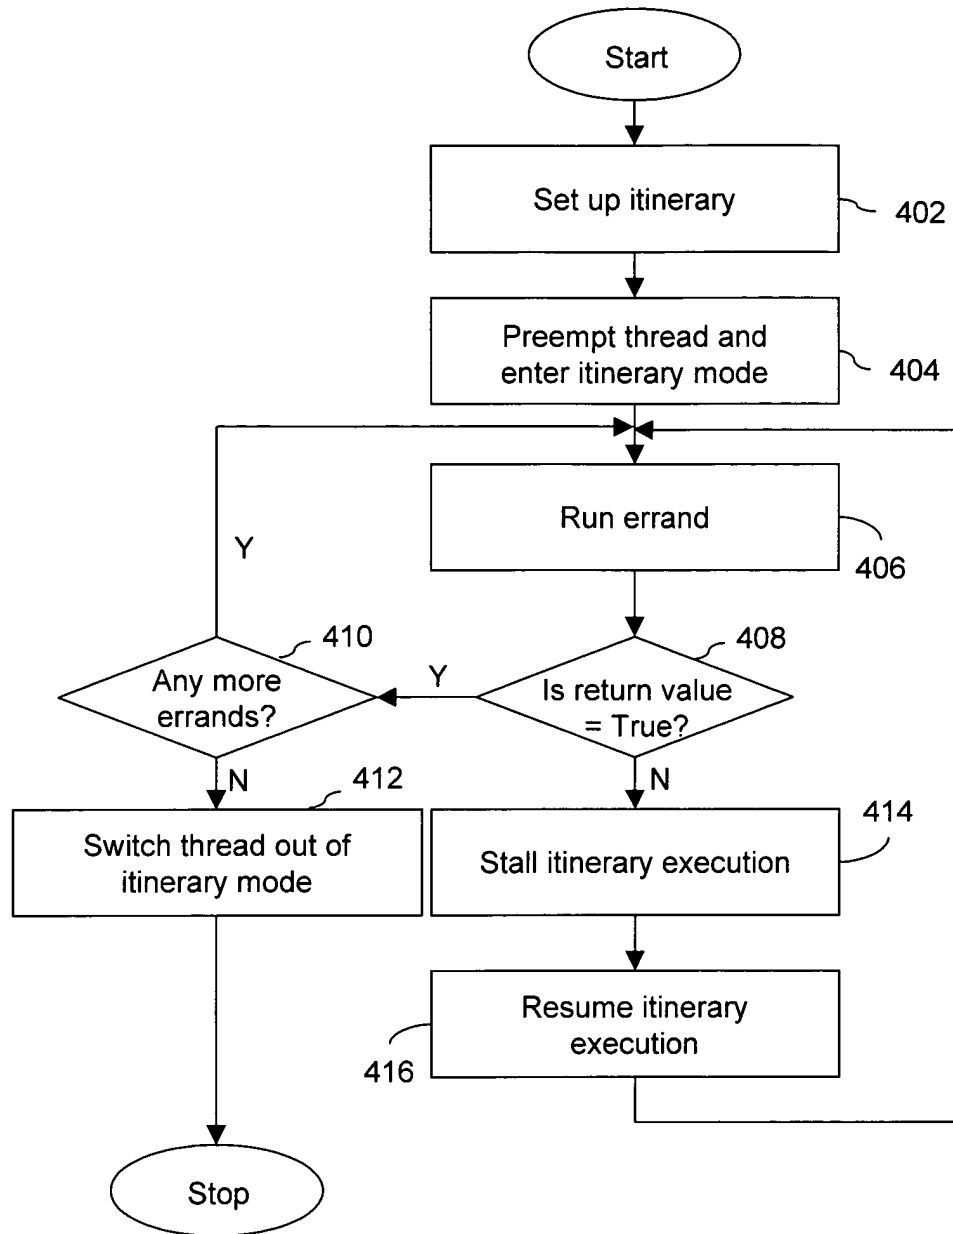 Start
Set up itinerary
402
Preempt thread and
enter itinerary mode
404
Run errand
406
Y
410
408
Any more
errands?
Y
Is return value
= True?
N
412
N
414
Switch thread out of
itinerary mode
Stall itinerary execution
Resume itinerary
execution
416
Stop